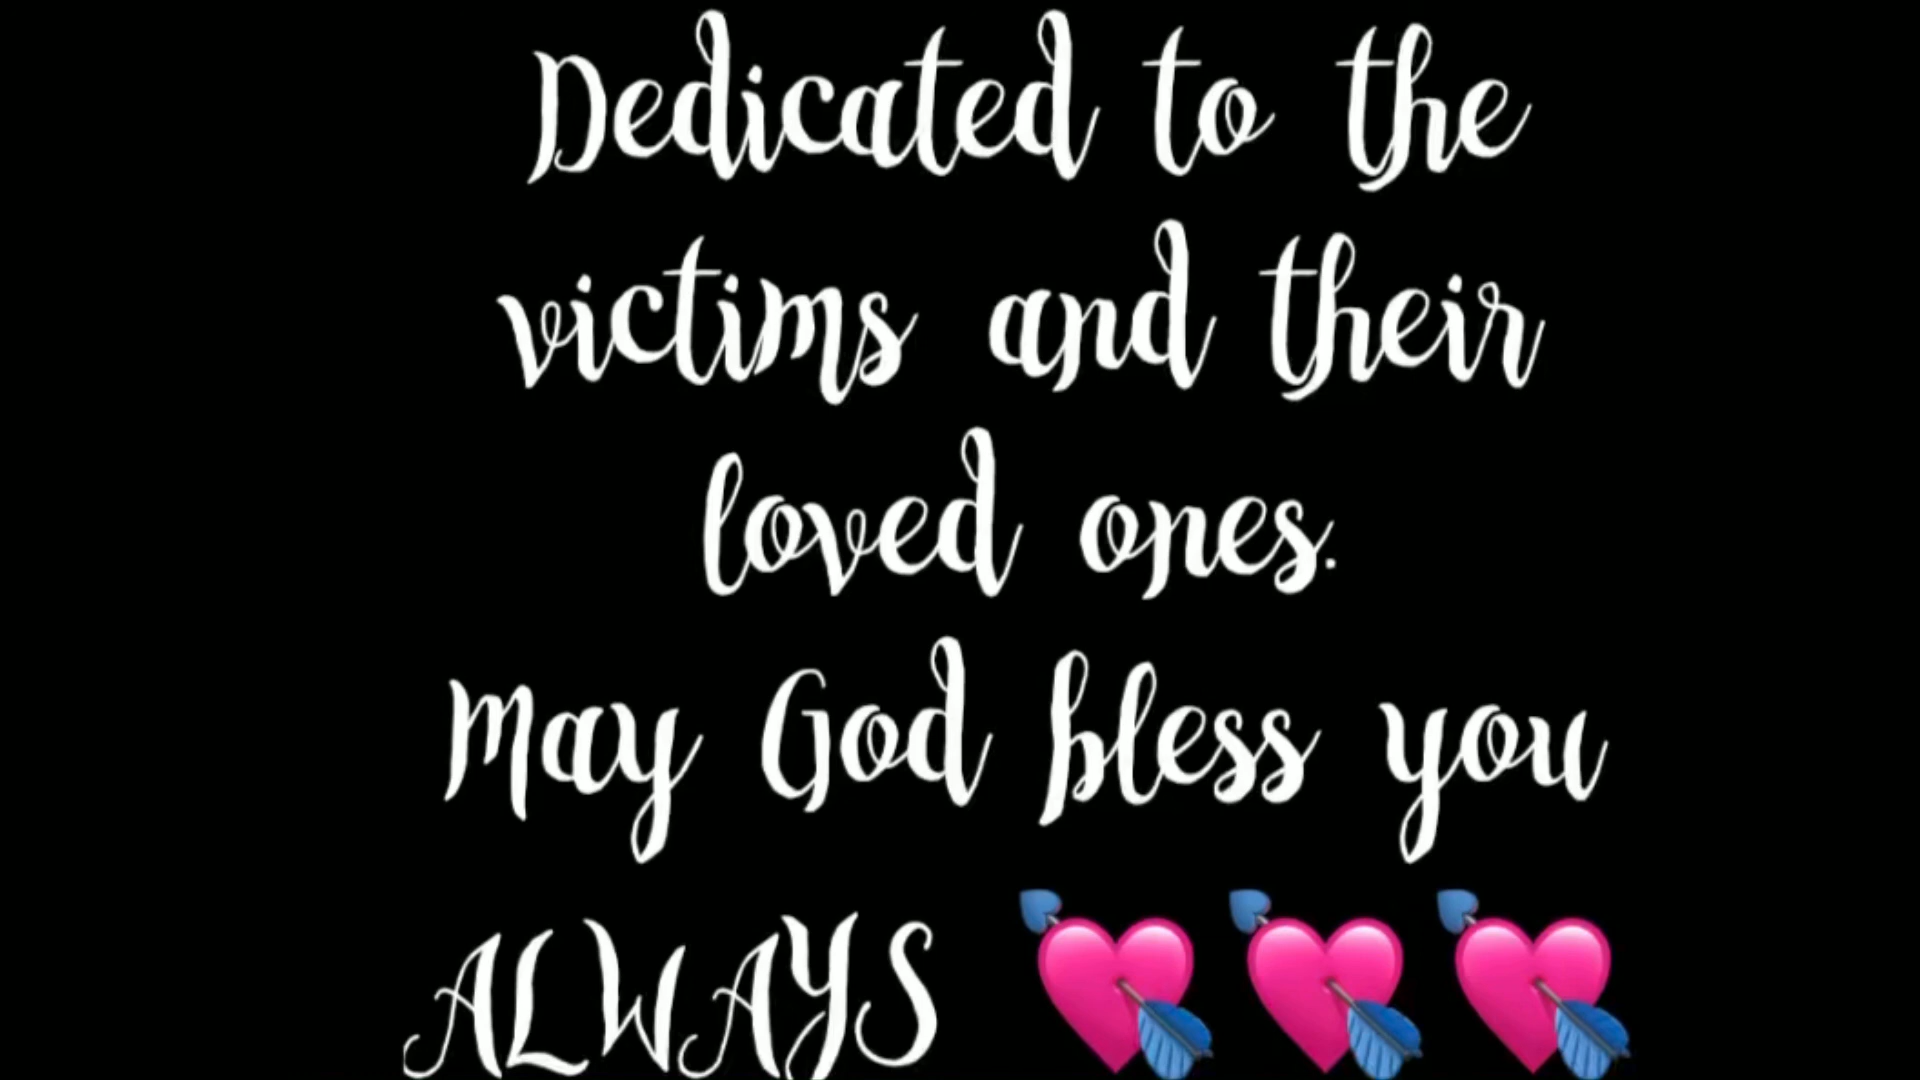 Dedicated to the
victims and their
loved ones.
May God bless you
ALWAYS 💘💘💘